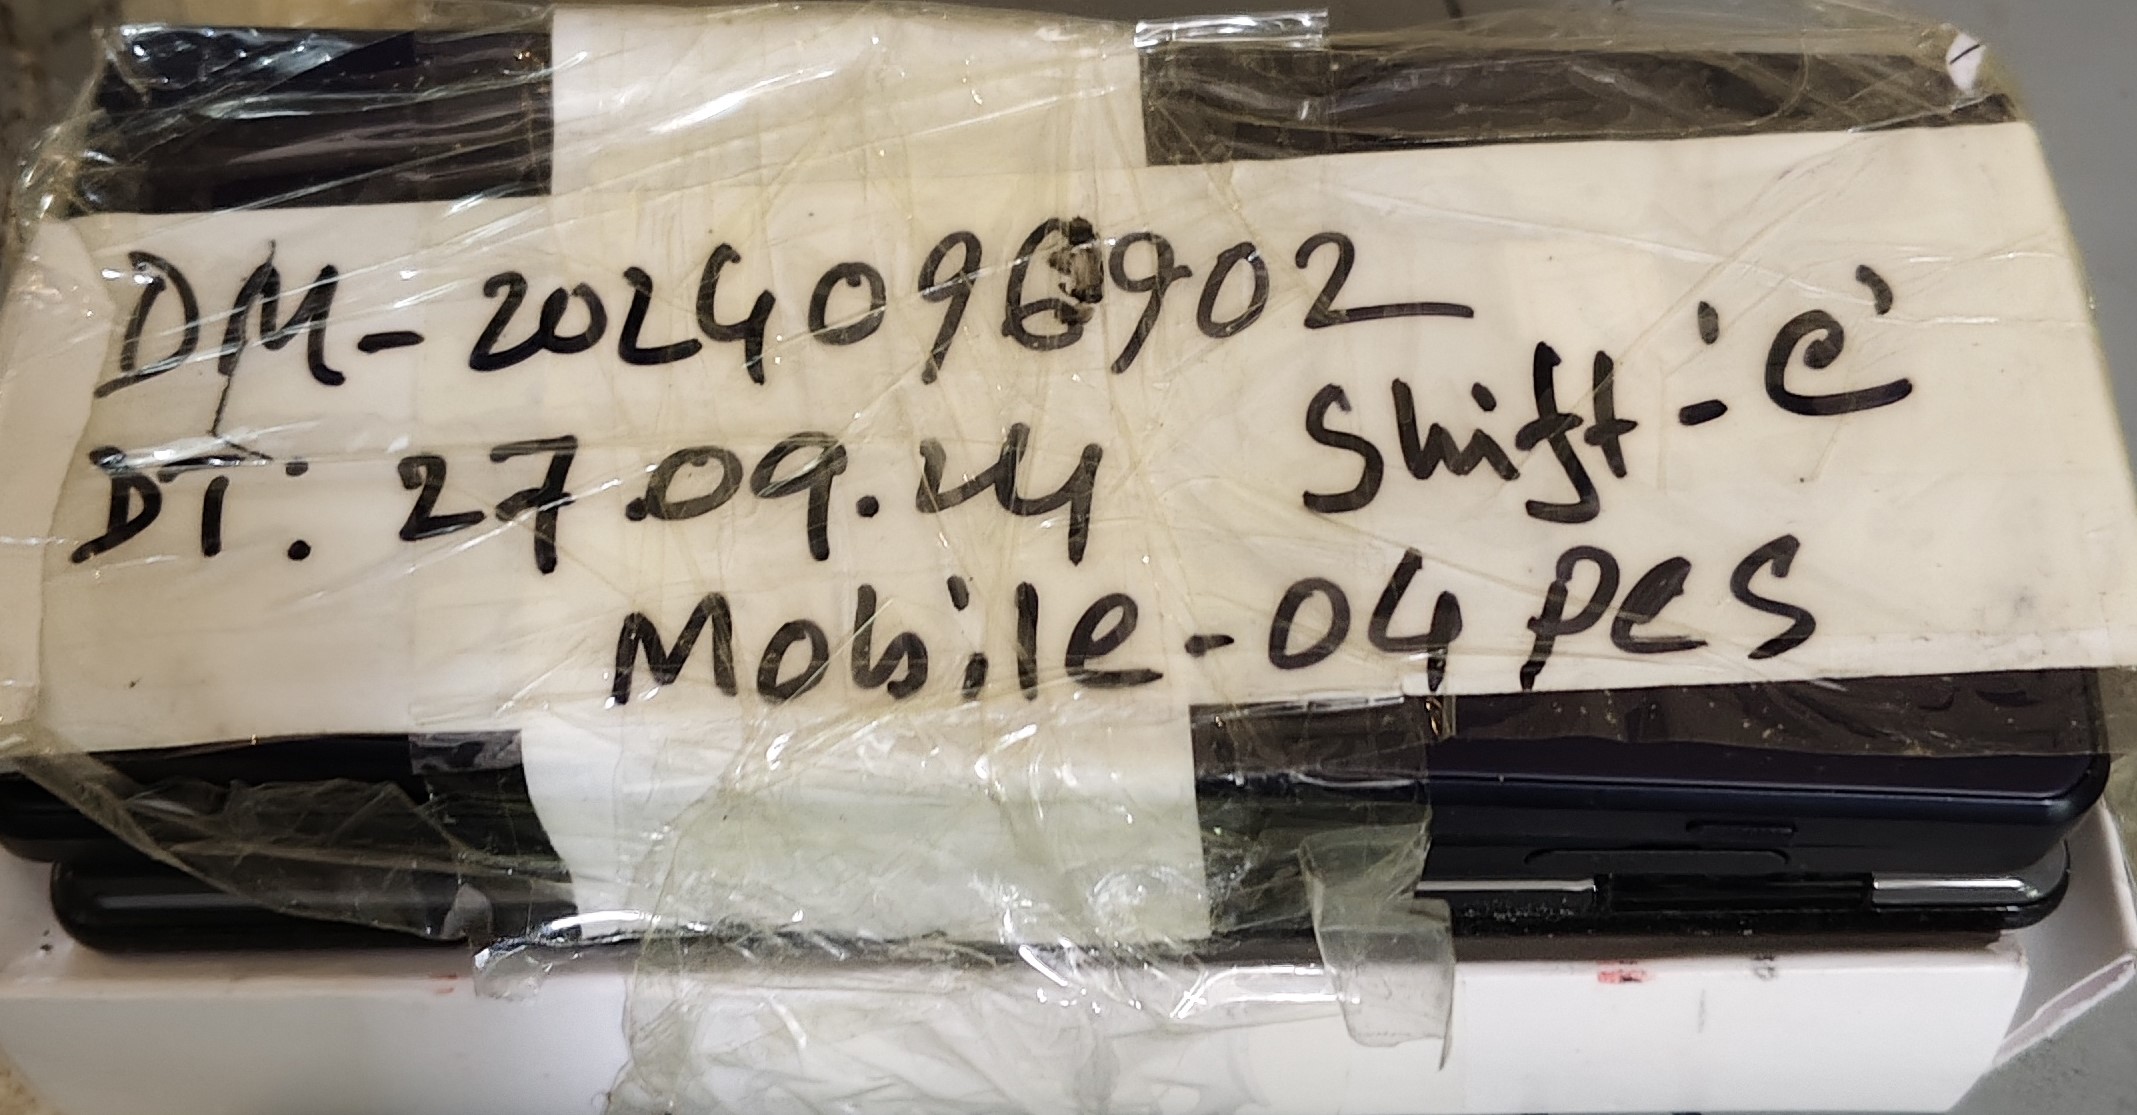 DM-2024096902
Shift-'C'
DT: 27.09.24
Mobile-04 Pcs